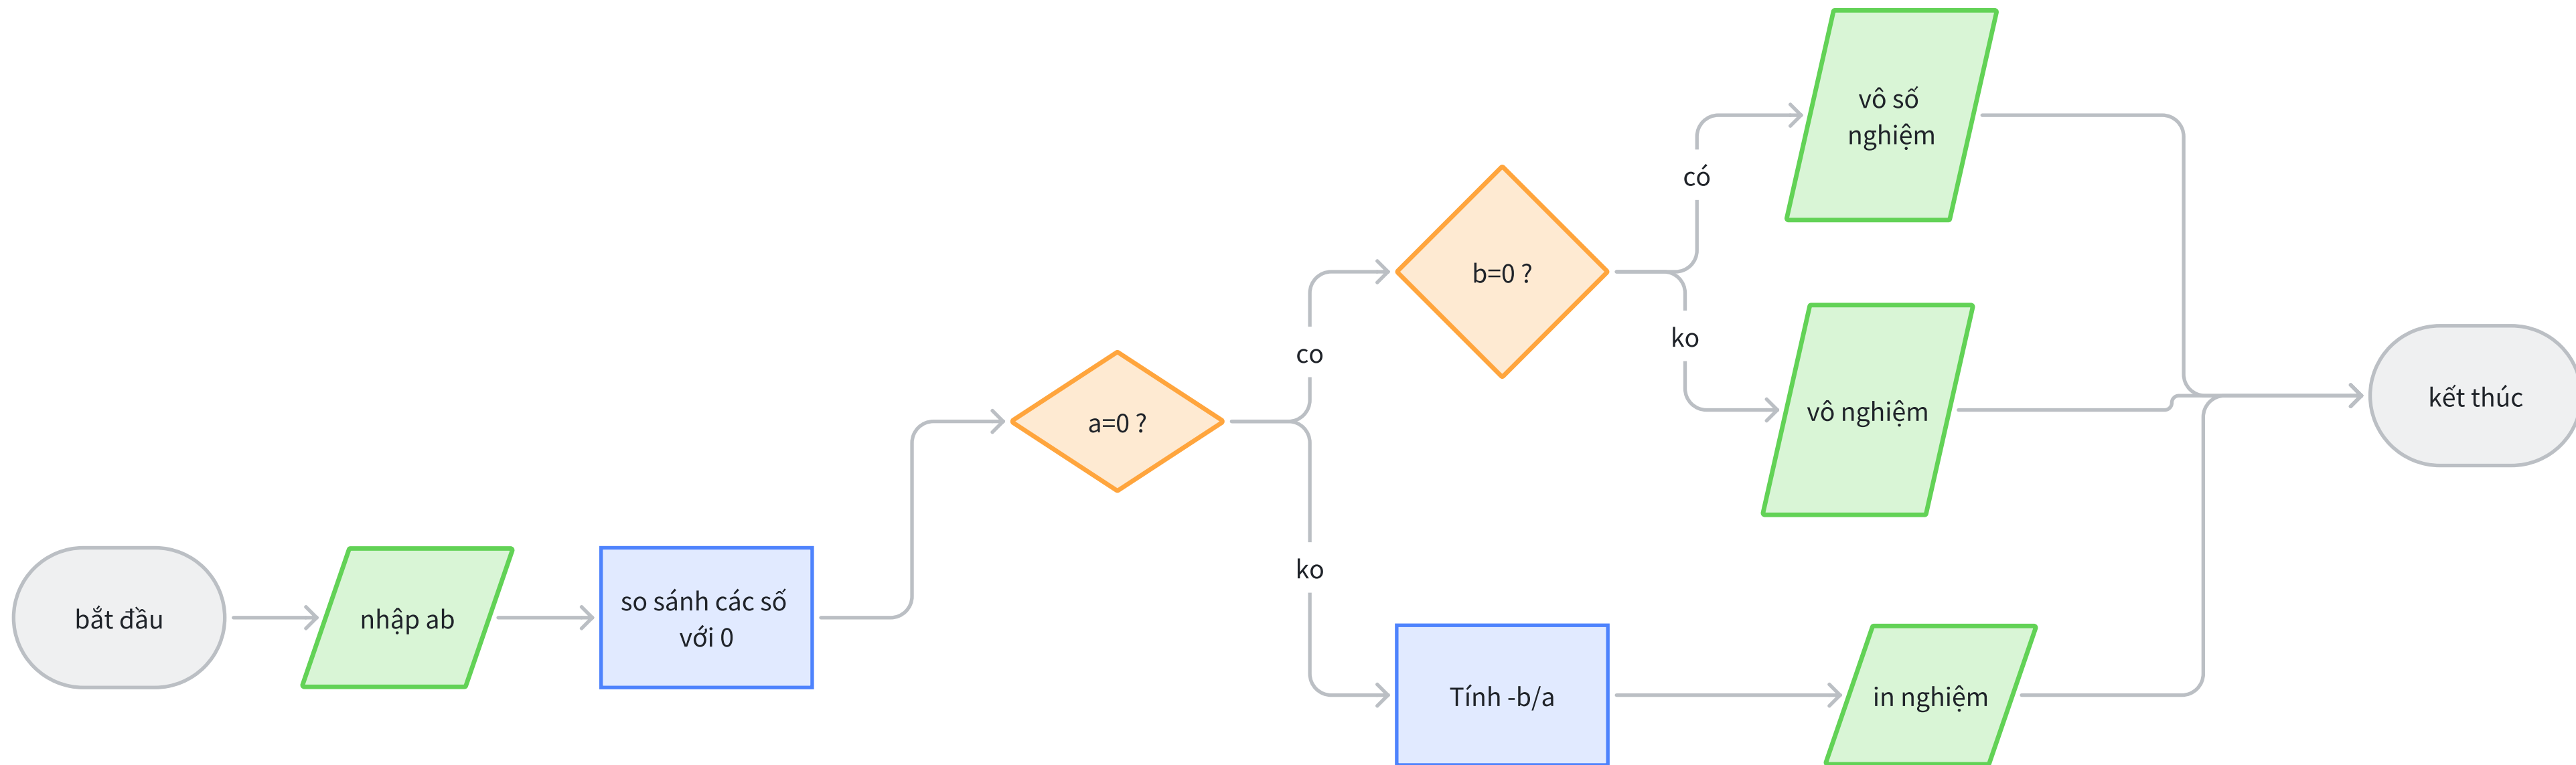 bắt đầu
nhập ab
so sánh các số
với 0
a=0 ?
co
ko
b=0 ?
có
ko
vô số
nghiệm
vô nghiệm
Tính -b/a
in nghiệm
kết thúc